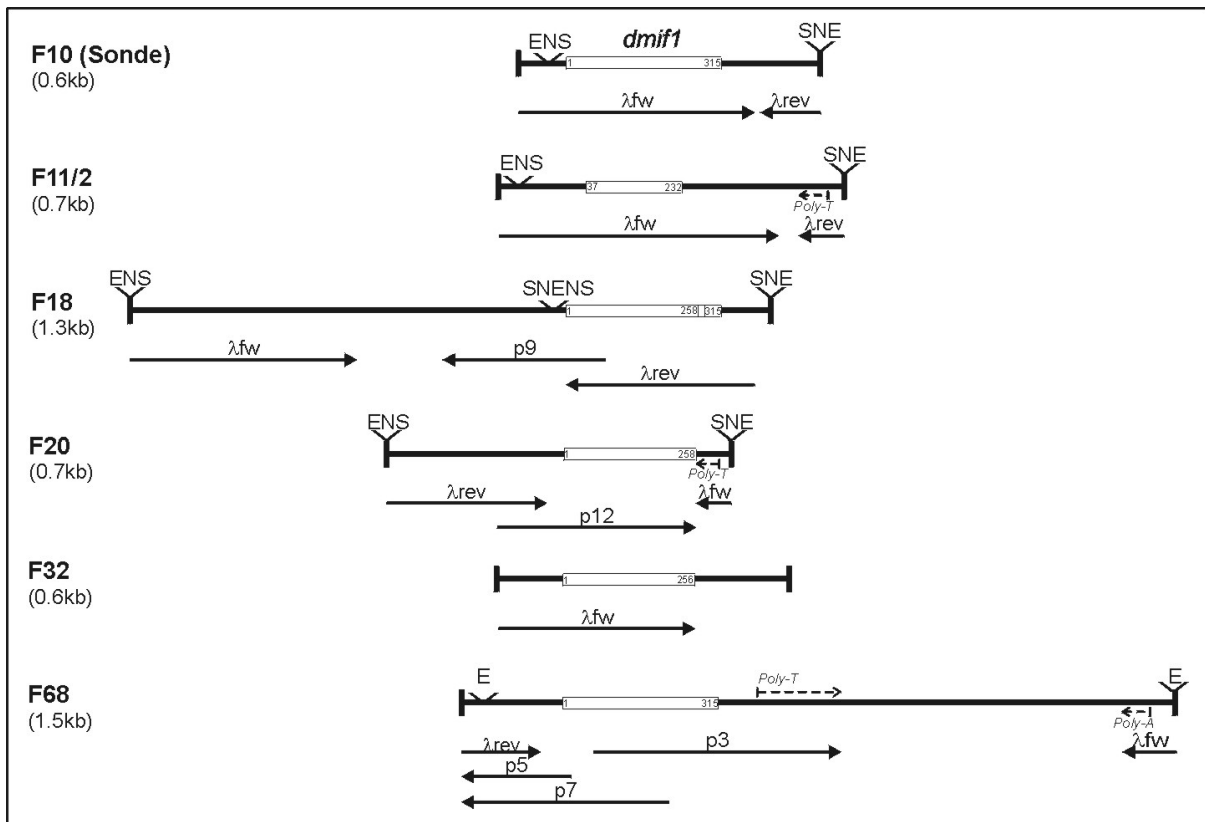 ENS dmif1 SNE
F10 (Sonde)
(0.6kb)
1 315
λfw λrev
ENS SNE
F11/2
(0.7kb)
37 232
Poly-T
λfw λrev
ENS SNENS SNE
F18
(1.3kb)
1 258 315
λfw p9
λrev
ENS SNE
F20
(0.7kb)
1 258
Poly-T
λrev λfw
p12
F32
(0.6kb)
1 256
λfw
E Poly-T E
F68
(1.5kb)
1 315
Poly-A
λrev p3 λfw
p5
p7